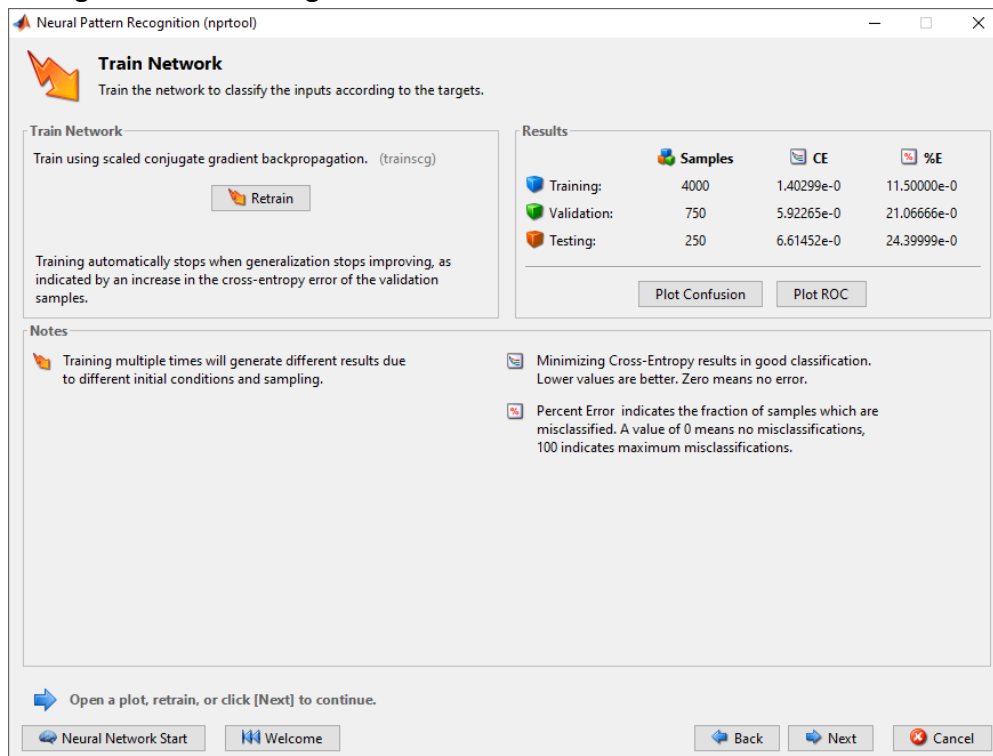 Neural Pattern Recognition (nprtool)
Train Network
Train the network to classify the inputs according to the targets.
Train Network
Train using scaled conjugate gradient backpropagation. (trainscg)
Retrain
Training automatically stops when generalization stops improving, as
indicated by an increase in the cross-entropy error of the validation
samples.
Results
Samples CE %E
Training: 4000 1.40299e-0 11.50000e-0
Validation: 750 5.92265e-0 21.06666e-0
Testing: 250 6.61452e-0 24.39999e-0
Plot Confusion Plot ROC
Notes
Training multiple times will generate different results due
to different initial conditions and sampling.
Minimizing Cross-Entropy results in good classification.
Lower values are better. Zero means no error.
Percent Error indicates the fraction of samples which are
misclassified. A value of 0 means no misclassifications,
100 indicates maximum misclassifications.
Open a plot, retrain, or click [Next] to continue.
Neural Network Start Welcome Back Next Cancel